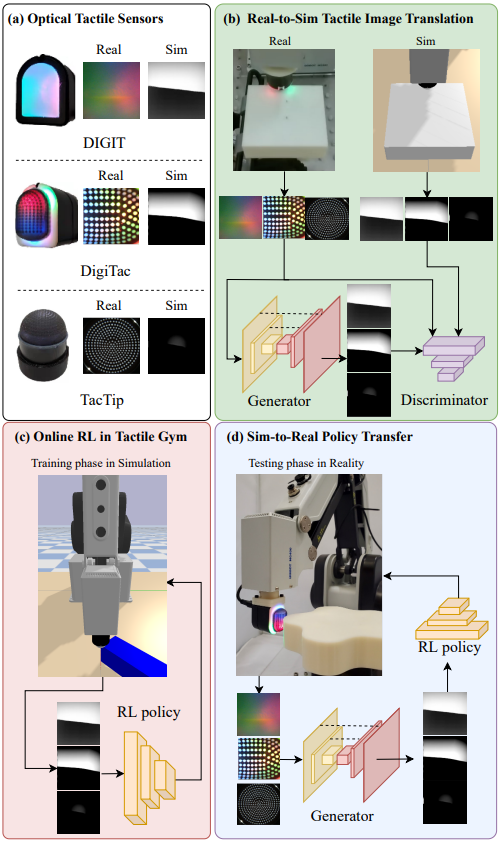 (a) Optical Tactile Sensors
Real Sim
DIGIT
Real Sim
DigiTac
Real Sim
TacTip
(b) Real-to-Sim Tactile Image Translation
Real Sim
Generator Discriminator
(c) Online RL in Tactile Gym
Training phase in Simulation
RL policy
(d) Sim-to-Real Policy Transfer
Testing phase in Reality
RL policy
Generator